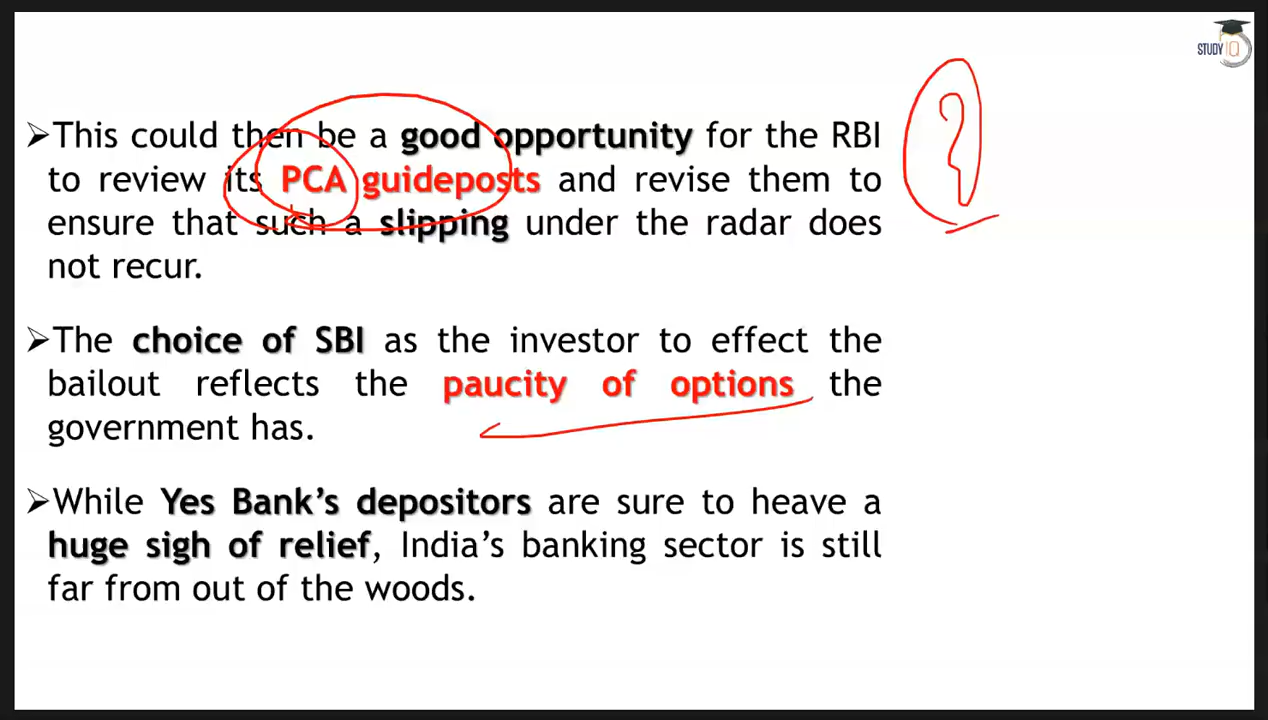 STUDY IQ
➢This could then be a good opportunity for the RBI
to review its PCA guideposts and revise them to
ensure that such a slipping under the radar does
not recur.
➢The choice of SBI as the investor to effect the
bailout reflects the paucity of options the
government has.
➢While Yes Bank’s depositors are sure to heave a
huge sigh of relief, India’s banking sector is still
far from out of the woods.
?